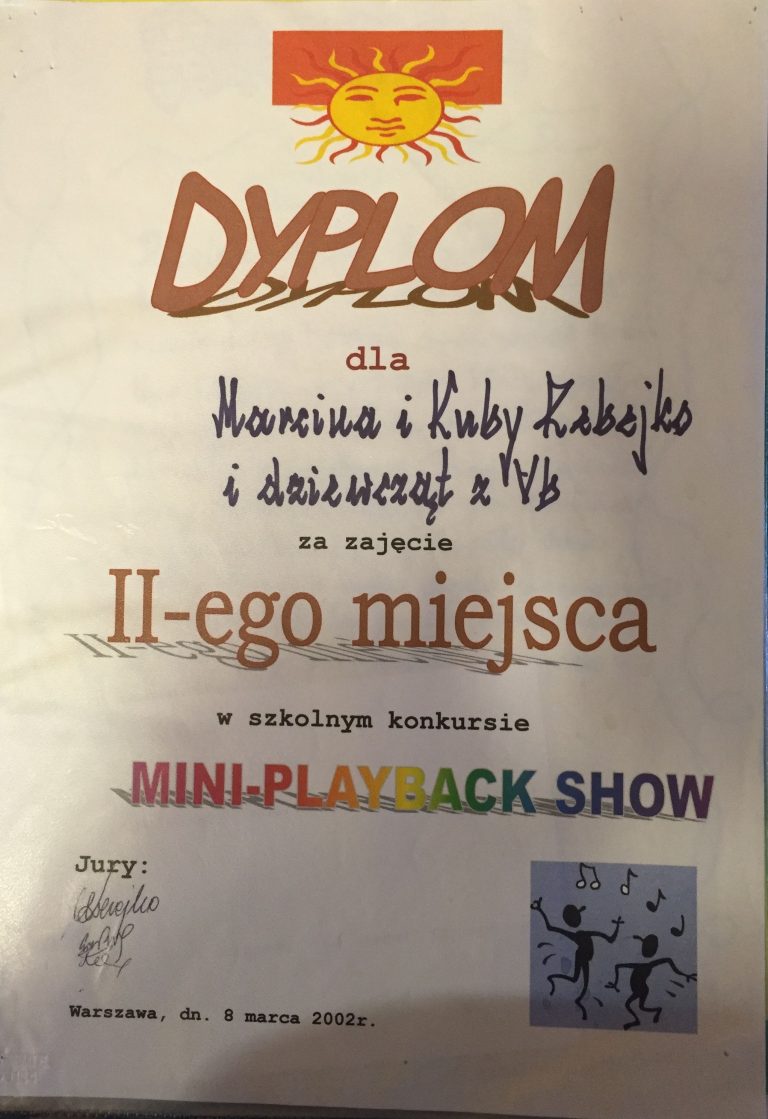 DYPLOM
dla
Marcina i Kuby
i dziewcząt z Vb
za zajęcie
II-ego miejsca
w szkolnym konkursie
MINI-PLAYBACK SHOW
Jury:
Warszawa, dn. 8 marca 2002r.